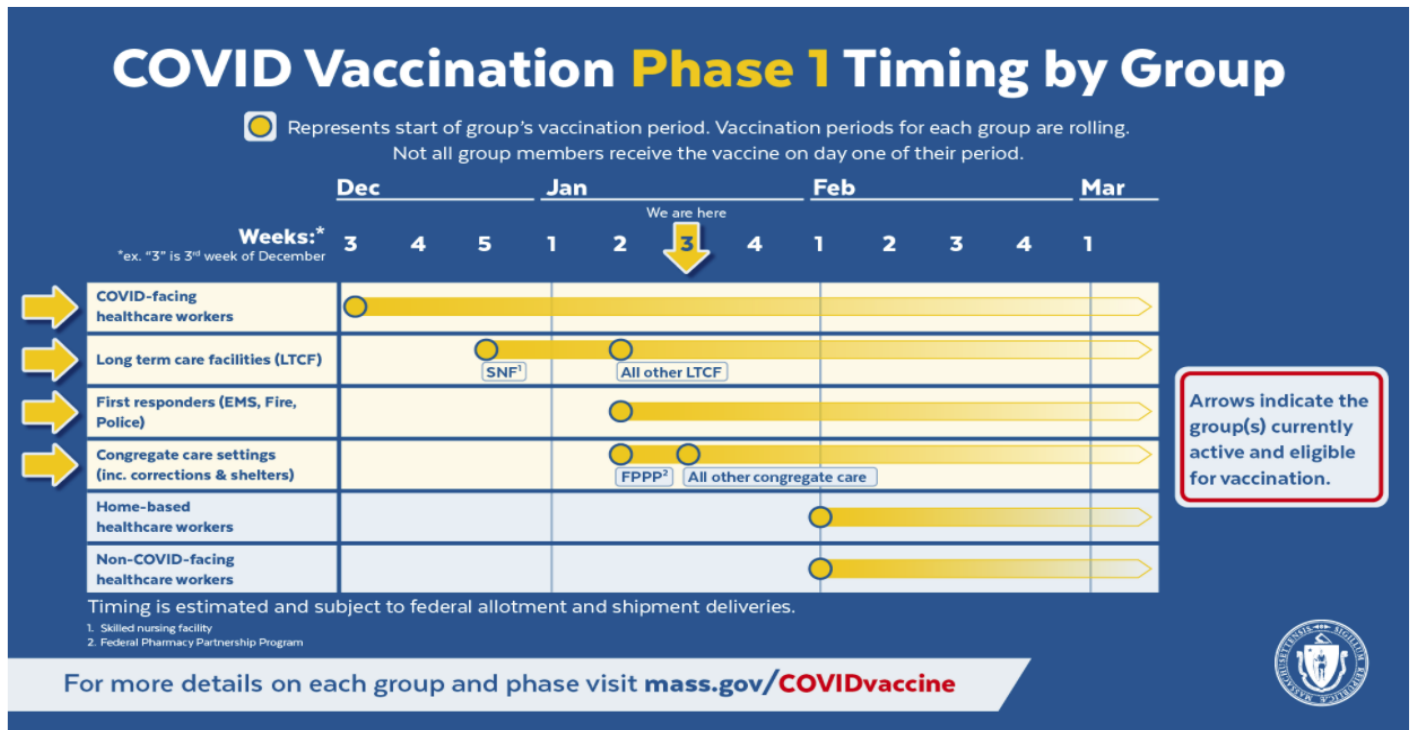 COVID Vaccination Phase 1 Timing by Group
Represents start of group's vaccination period. Vaccination periods for each group are rolling.
Not all group members receive the vaccine on day one of their period.
Dec Jan Feb Mar
We are here
Weeks:* 3 4 5 1 2 3 4 1 2 3 4 1
*ex. "3" is 3rd week of December
COVID-facing
healthcare workers
Long term care facilities (LTCF)
SNF¹ All other LTCF
First responders (EMS, Fire,
Police)
Congregate care settings
(inc. corrections & shelters)
FPPP² All other congregate care
Home-based
healthcare workers
Non-COVID-facing
healthcare workers
Arrows indicate the
group(s) currently
active and eligible
for vaccination.
Timing is estimated and subject to federal allotment and shipment deliveries.
1. Skilled nursing facility
2. Federal Pharmacy Partnership Program
For more details on each group and phase visit mass.gov/COVIDvaccine